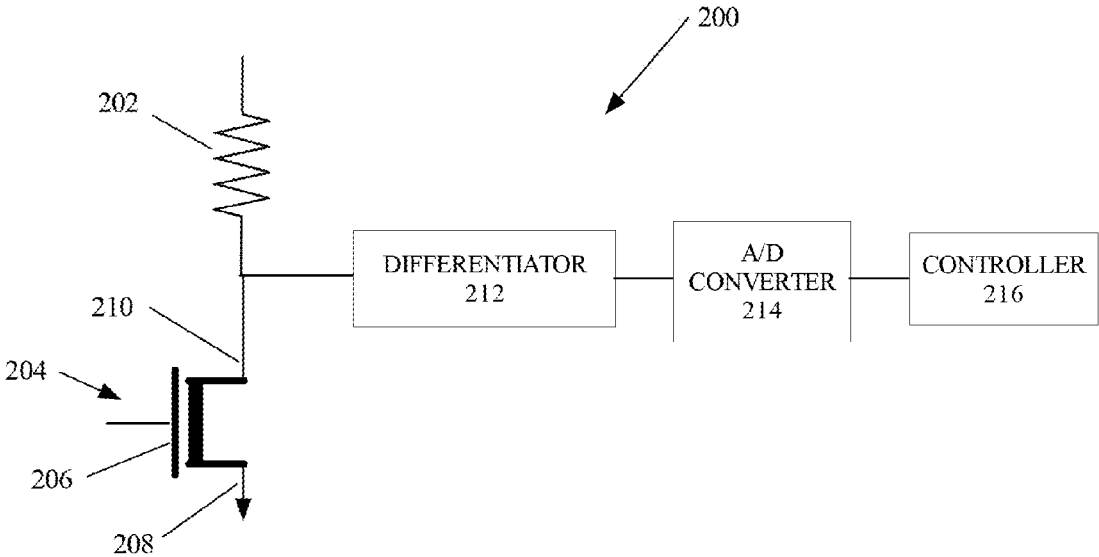 200
202
DIFFERENTIATOR
212
A/D
CONVERTER
214
CONTROLLER
216
210
204
206
208